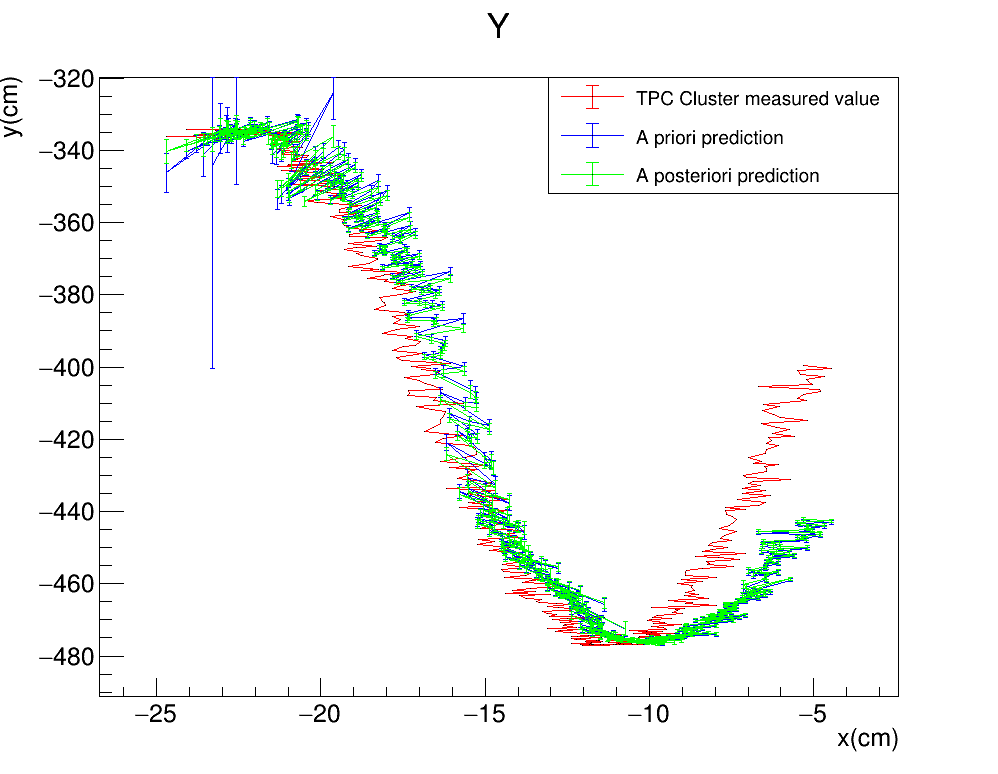 Y
y(cm)
−320
−340
−360
−380
−400
−420
−440
−460
−480
TPC Cluster measured value
A priori prediction
A posteriori prediction
−25 −20 −15 −10 −5
x(cm)